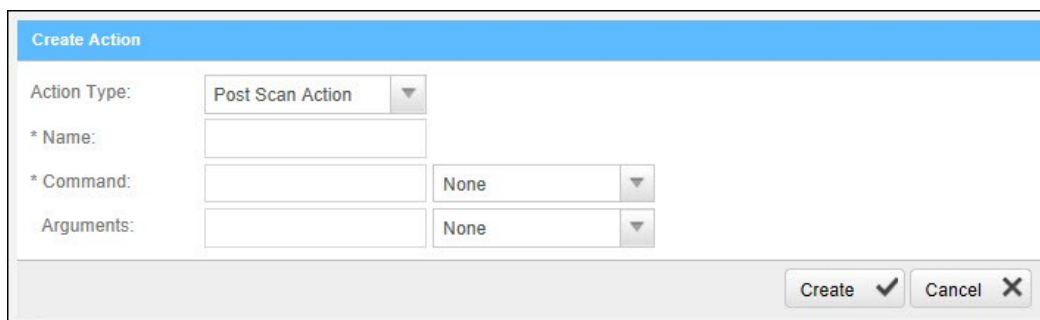 Create Action
Action Type: Post Scan Action
* Name:
* Command: None
Arguments: None
Create Cancel